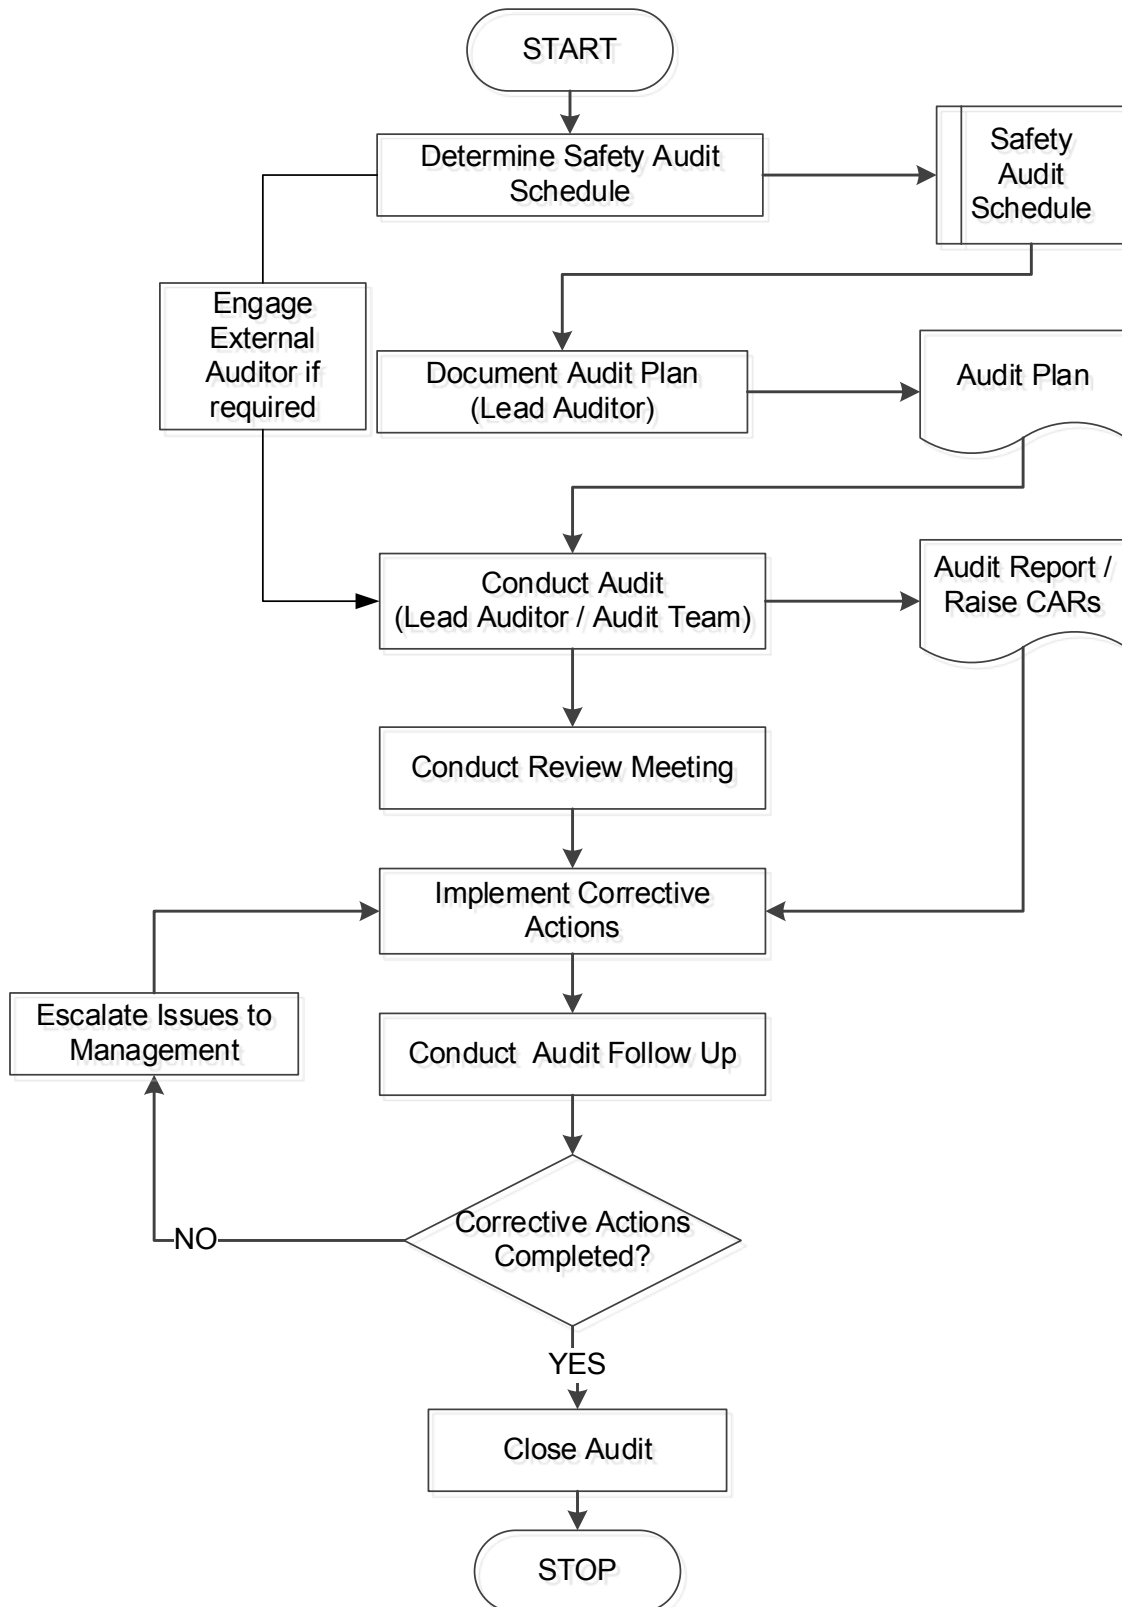 START
Determine Safety Audit
Schedule
Safety
Audit
Schedule
Engage
External
Auditor if
required
Document Audit Plan
(Lead Auditor)
Audit Plan
Conduct Audit
(Lead Auditor / Audit Team)
Audit Report /
Raise CARs
Conduct Review Meeting
Implement Corrective
Actions
Escalate Issues to
Management
Conduct  Audit Follow Up
Corrective Actions
Completed?
NO
YES
Close Audit
STOP